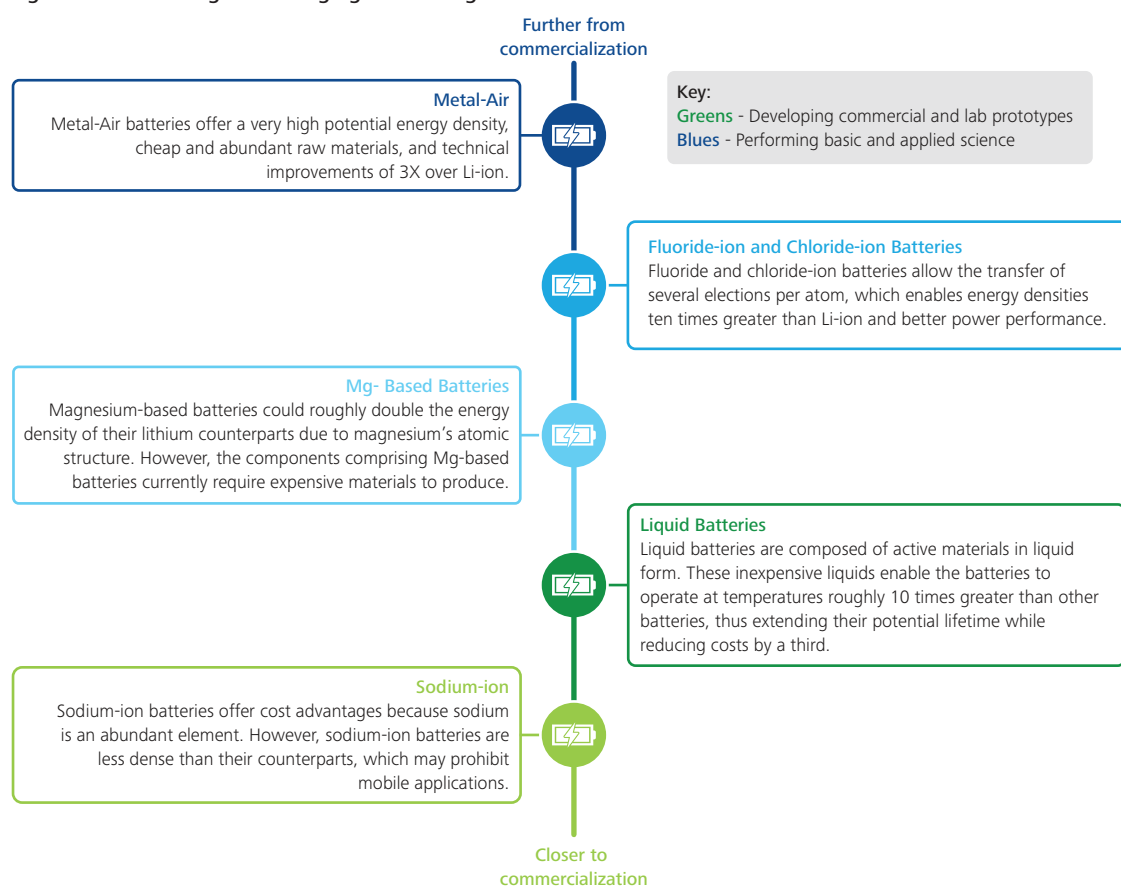 Further from
commercialization
Metal-Air
Metal-Air batteries offer a very high potential energy density,
cheap and abundant raw materials, and technical
improvements of 3X over Li-ion.
Key:
Greens - Developing commercial and lab prototypes
Blues - Performing basic and applied science
Fluoride-ion and Chloride-ion Batteries
Fluoride and chloride-ion batteries allow the transfer of
several elections per atom, which enables energy densities
ten times greater than Li-ion and better power performance.
Mg- Based Batteries
Magnesium-based batteries could roughly double the energy
density of their lithium counterparts due to magnesium’s atomic
structure. However, the components comprising Mg-based
batteries currently require expensive materials to produce.
Liquid Batteries
Liquid batteries are composed of active materials in liquid
form. These inexpensive liquids enable the batteries to
operate at temperatures roughly 10 times greater than other
batteries, thus extending their potential lifetime while
reducing costs by a third.
Sodium-ion
Sodium-ion batteries offer cost advantages because sodium
is an abundant element. However, sodium-ion batteries are
less dense than their counterparts, which may prohibit
mobile applications.
Closer to
commercialization